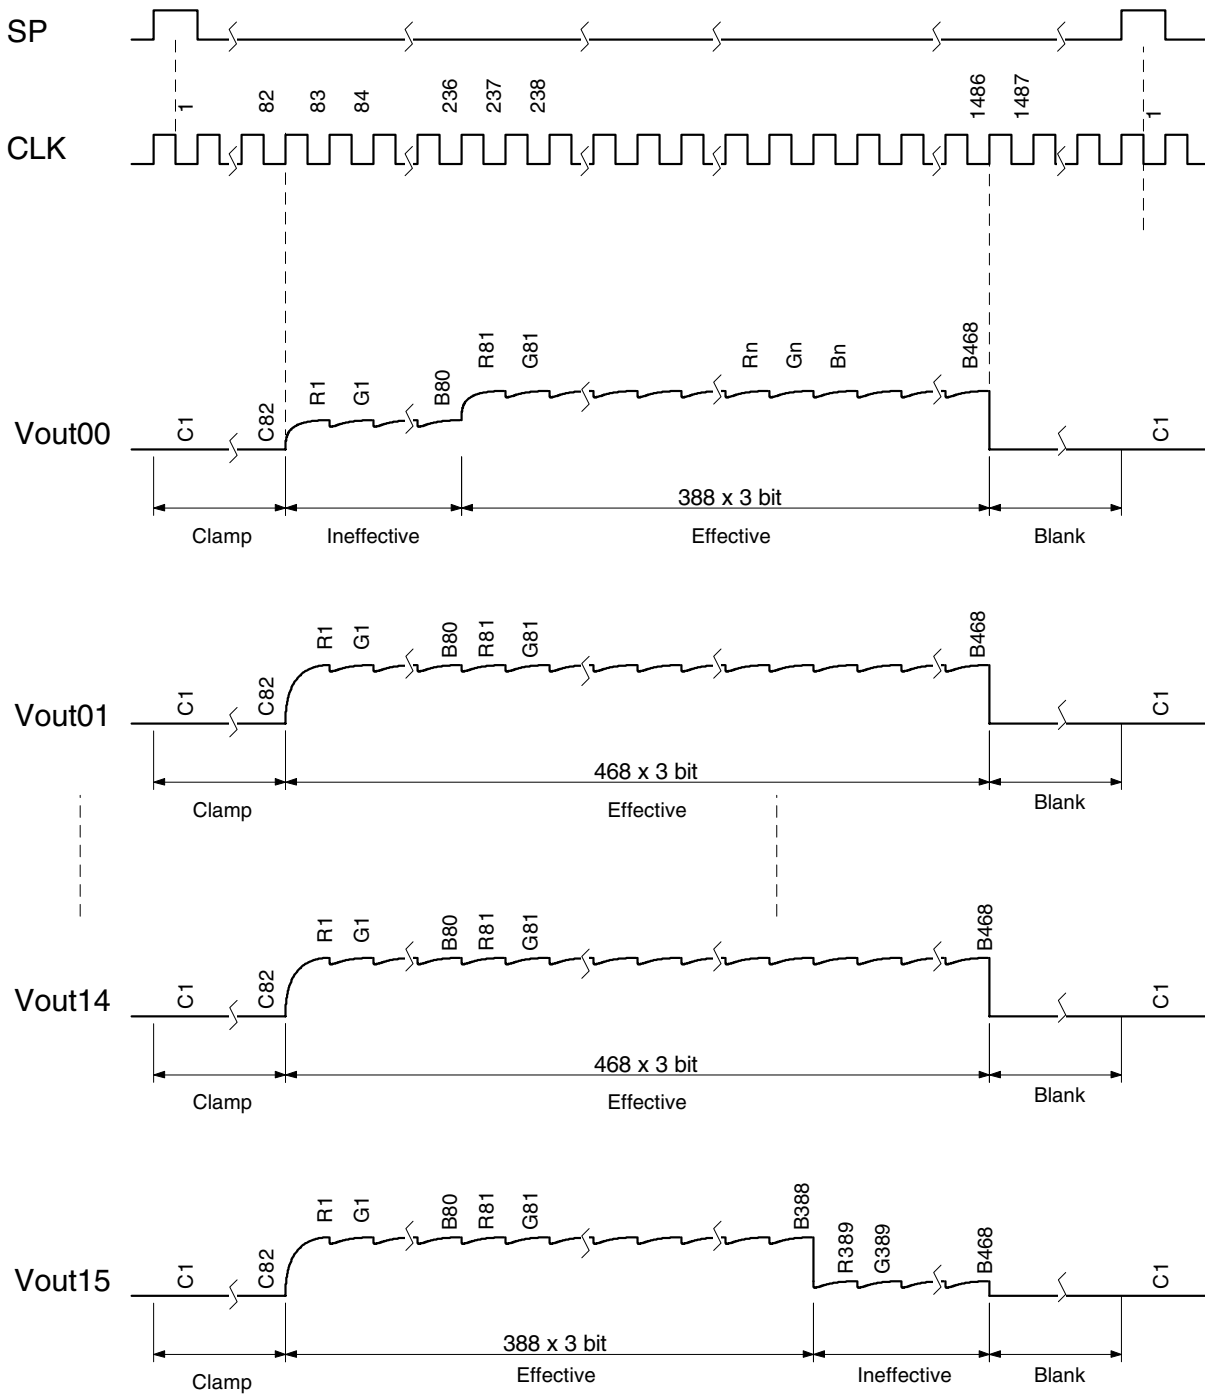 SP
1 82 83 84 236 237 238 1486 1487 1
CLK
R81 G81 Rn Gn Bn B468
R1 G1 B80
Vout00 C1 C82 C1
388 x 3 bit
Clamp Ineffective Effective Blank
R1 G1 B80 R81 G81 B468
Vout01 C1 C82 C1
468 x 3 bit
Clamp Effective Blank
R1 G1 B80 R81 G81 B468
Vout14 C1 C82 C1
468 x 3 bit
Clamp Effective Blank
R1 G1 B80 R81 G81 B388 R389 G389 B468
Vout15 C1 C82 C1
388 x 3 bit
Clamp Effective Ineffective Blank